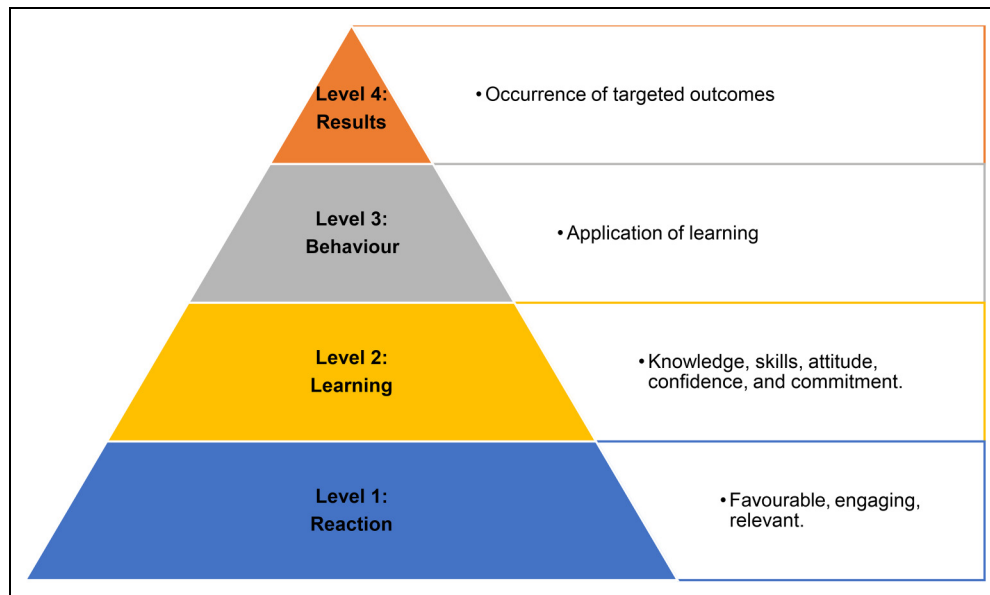 Level 4:
Results
• Occurrence of targeted outcomes
Level 3:
Behaviour
• Application of learning
Level 2:
Learning
• Knowledge, skills, attitude,
confidence, and commitment.
Level 1:
Reaction
• Favourable, engaging,
relevant.